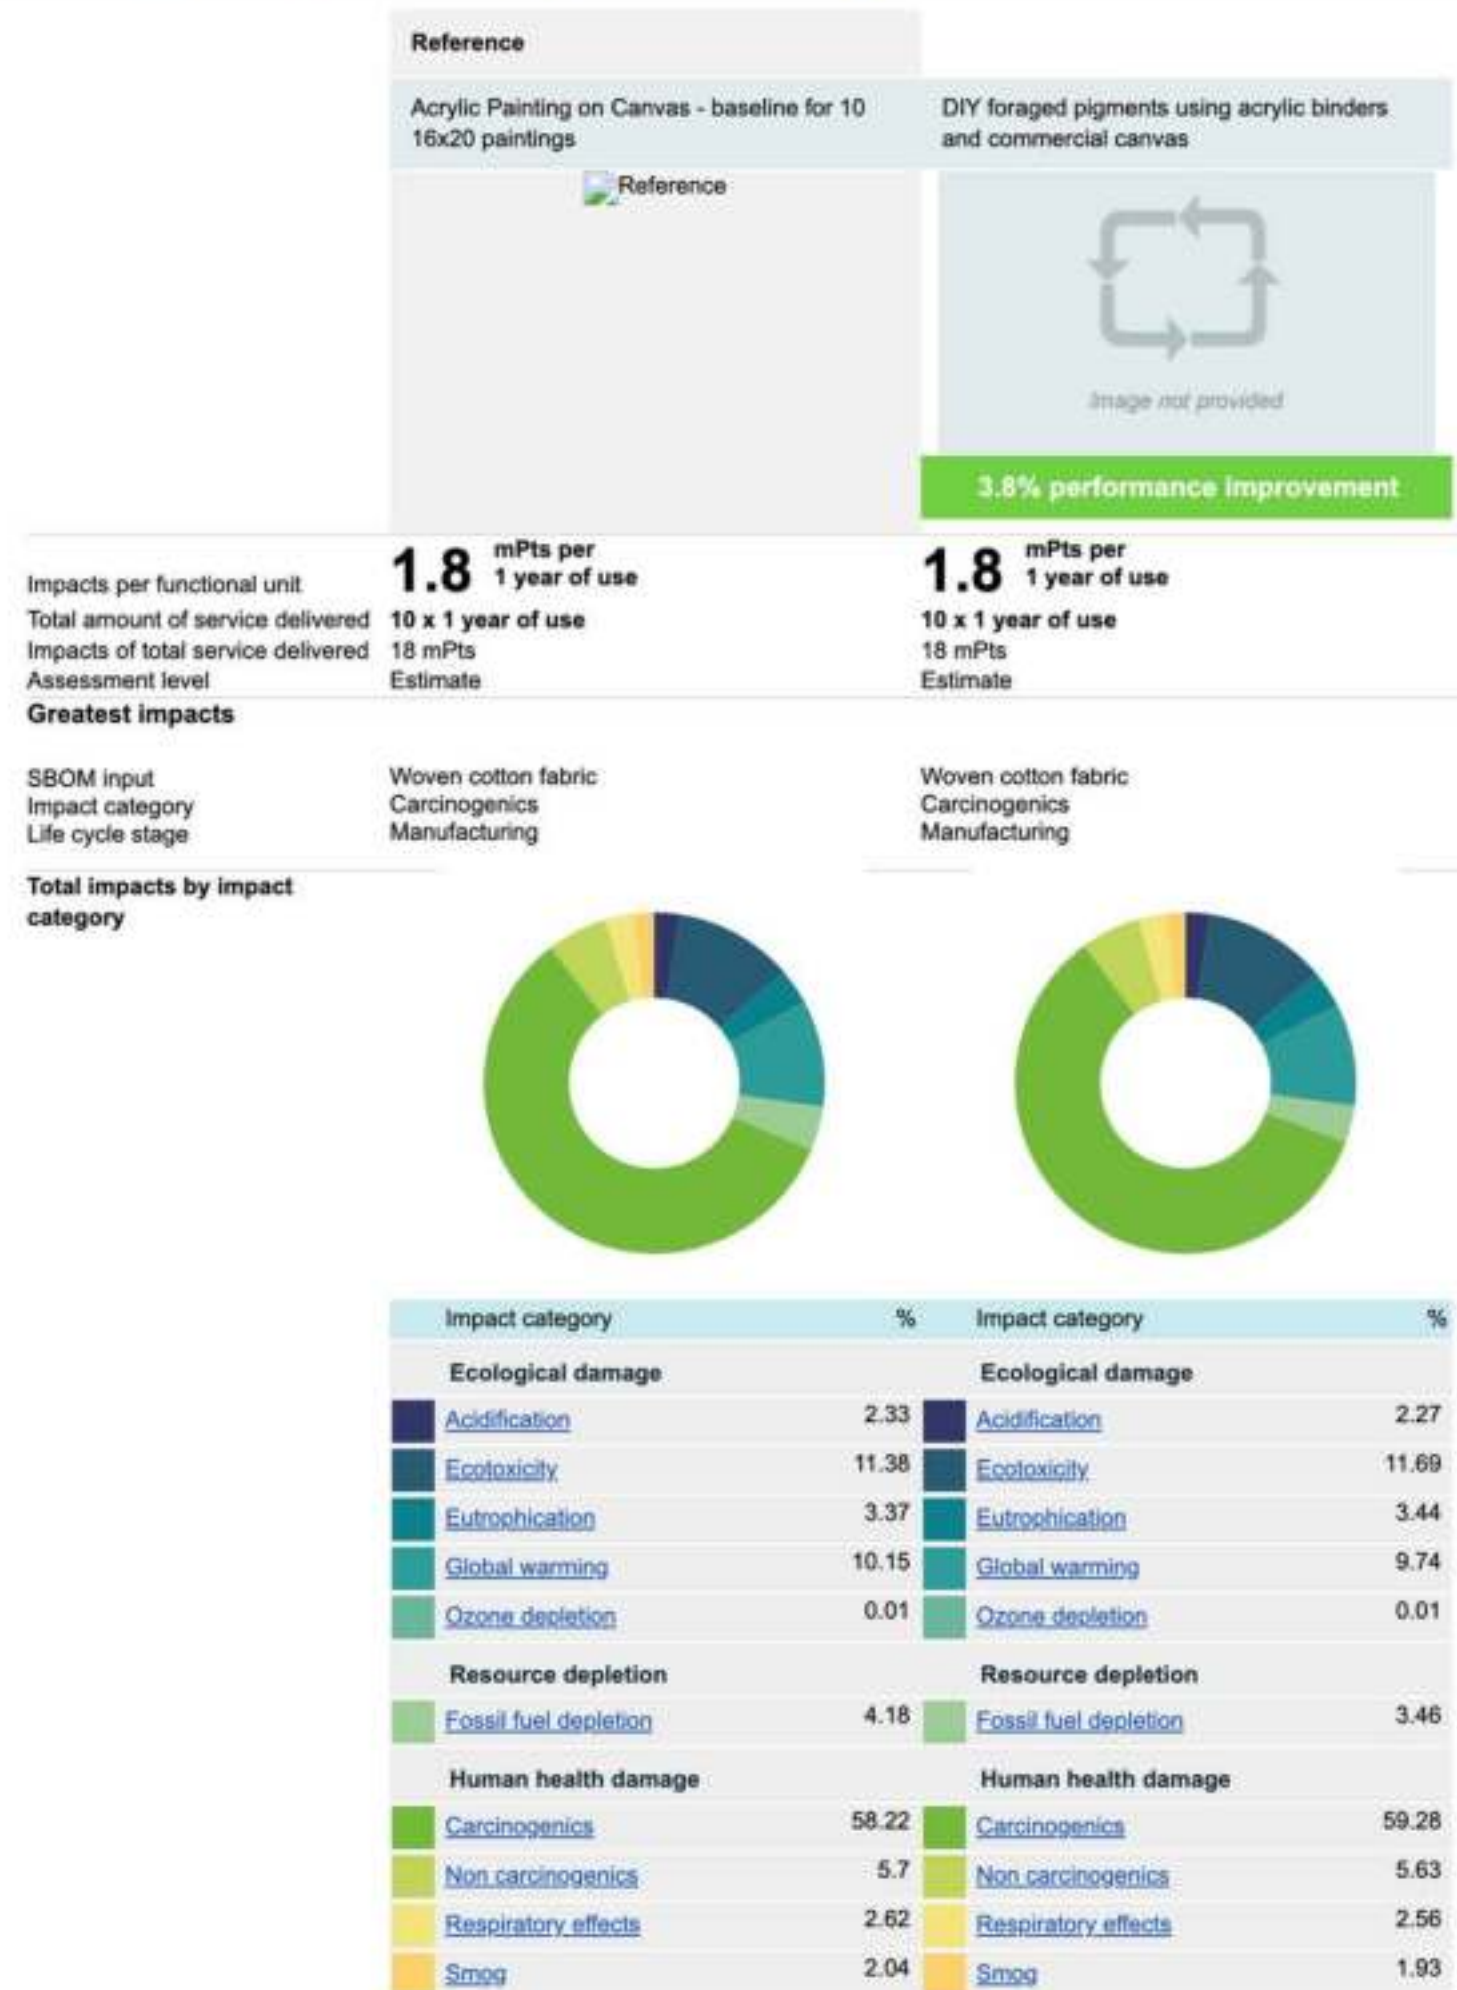 Reference
Acrylic Painting on Canvas - baseline for 10
16x20 paintings
DIY foraged pigments using acrylic binders
and commercial canvas
Reference
Image not provided
3.8% performance improvement
Impacts per functional unit 1.8 mPts per 1 year of use 1.8 mPts per 1 year of use
Total amount of service delivered 10 x 1 year of use 10 x 1 year of use
Impacts of total service delivered 18 mPts 18 mPts
Assessment level Estimate Estimate
Greatest impacts
SBOM input Woven cotton fabric Woven cotton fabric
Impact category Carcinogenics Carcinogenics
Life cycle stage Manufacturing Manufacturing
Total impacts by impact
category
Impact category % Impact category %
Ecological damage Ecological damage
Acidification 2.33 Acidification 2.27
Ecotoxicity 11.38 Ecotoxicity 11.69
Eutrophication 3.37 Eutrophication 3.44
Global warming 10.15 Global warming 9.74
Ozone depletion 0.01 Ozone depletion 0.01
Resource depletion Resource depletion
Fossil fuel depletion 4.18 Fossil fuel depletion 3.46
Human health damage Human health damage
Carcinogenics 58.22 Carcinogenics 59.28
Non carcinogenics 5.7 Non carcinogenics 5.63
Respiratory effects 2.62 Respiratory effects 2.56
Smog 2.04 Smog 1.93